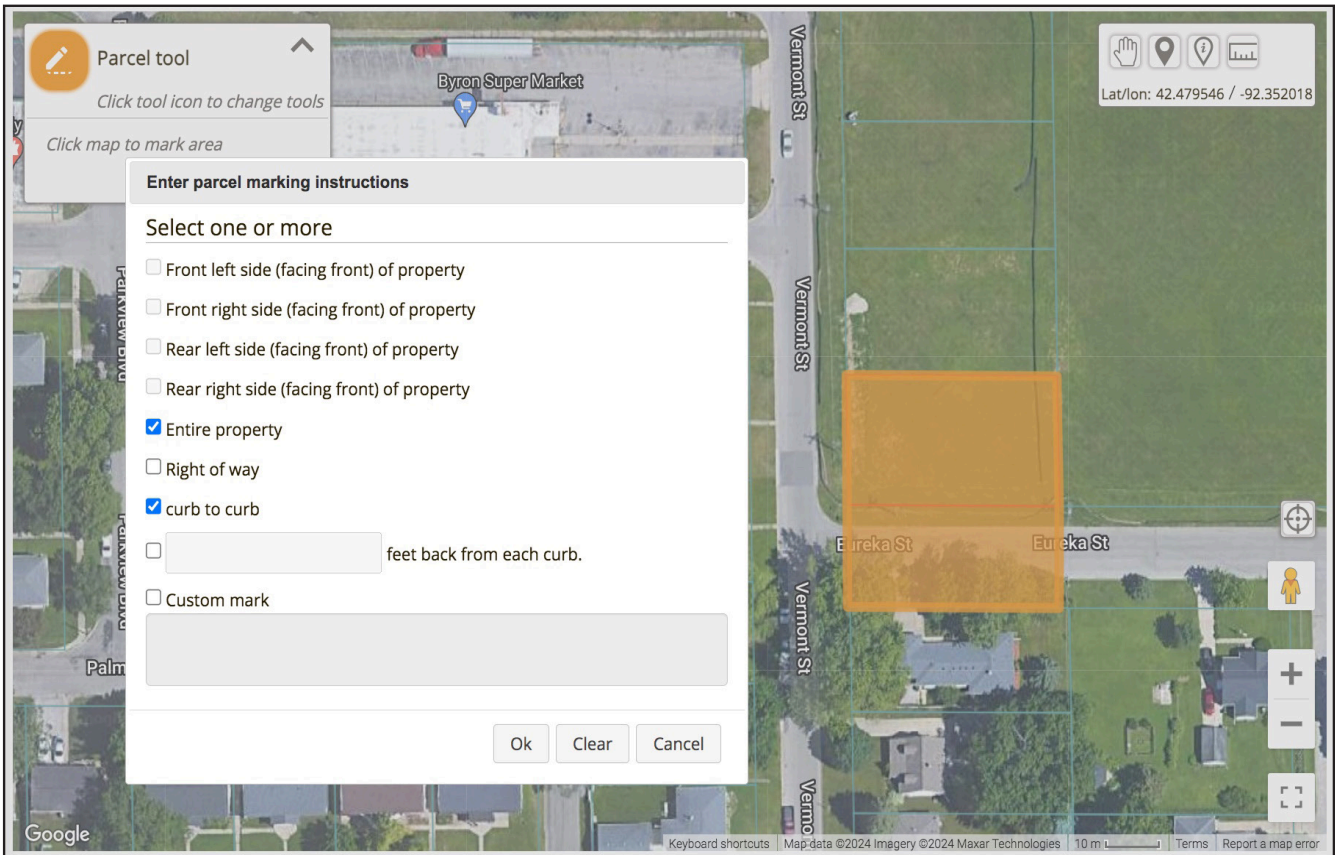 Parcel tool
Click tool icon to change tools
Click map to mark area
Byron Super Market
Vermont St
Lat/lon: 42.479546 / -92.352018
Enter parcel marking instructions
Select one or more
Front left side (facing front) of property
Front right side (facing front) of property
Rear left side (facing front) of property
Rear right side (facing front) of property
Entire property
Right of way
curb to curb
feet back from each curb.
Custom mark
Ok
Clear
Cancel
Vermont St
Eureka St
Eureka St
Vermont St
Parkview Blvd
Parkview Blvd
Palm
Vermo
Google
Keyboard shortcuts
Map data ©2024 Imagery ©2024 Maxar Technologies
10 m
Terms
Report a map error